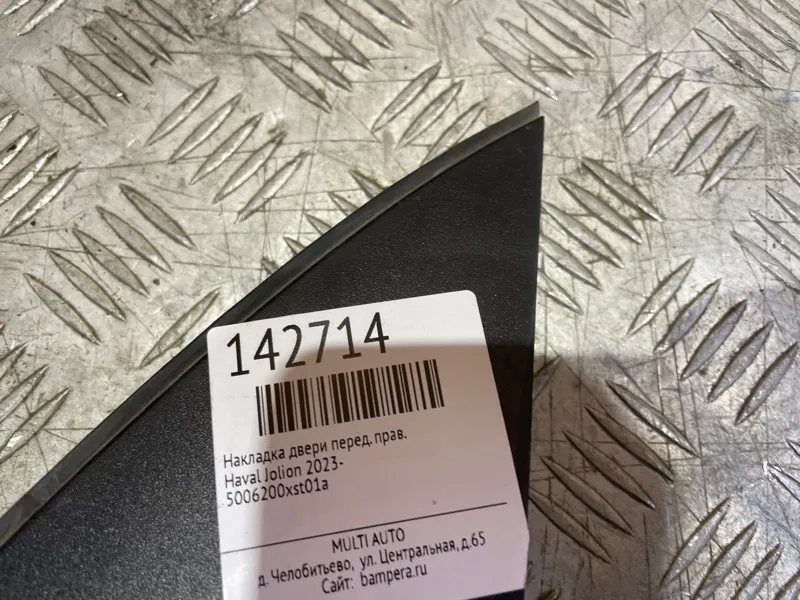 142714
Накладка двери перед. прав.
Haval Jolion 2023-
5006200xst01a
MULTI AUTO
д. Челобитьево, ул. Центральная, д.65
Сайт: bampera.ru